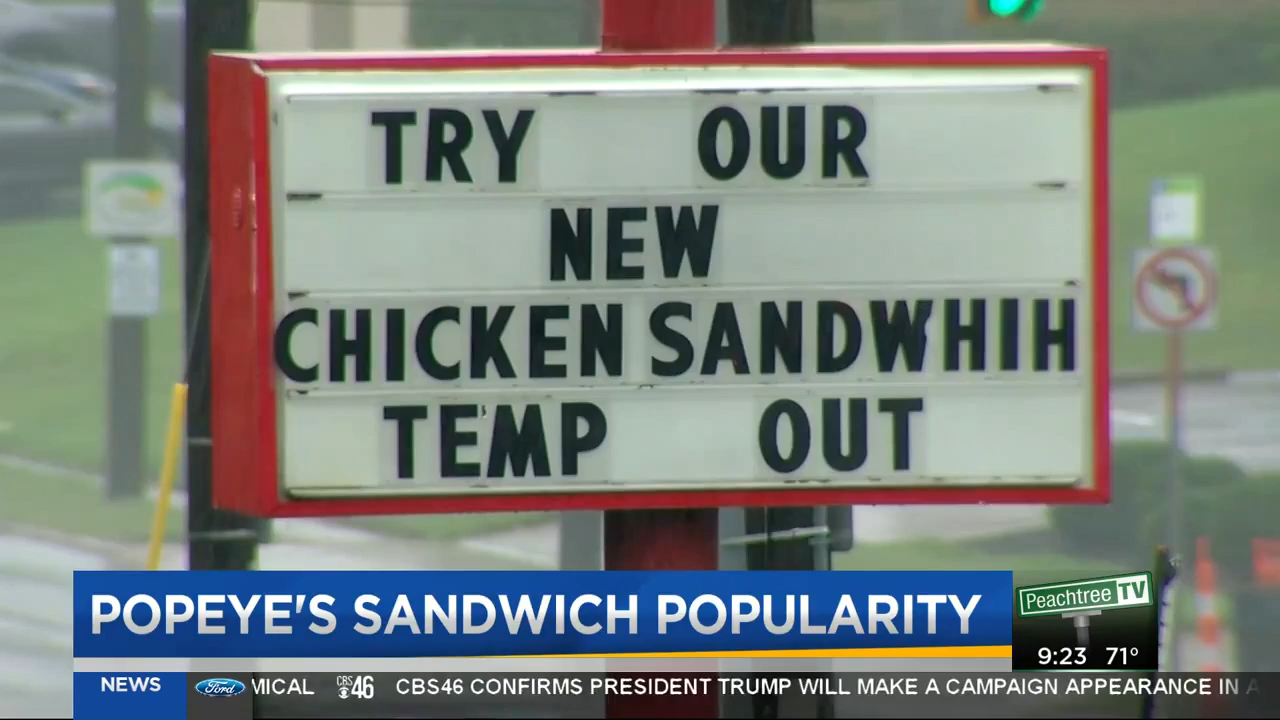 TRY OUR
NEW
CHICKEN SANDWHIH
TEMP OUT
POPEYE'S SANDWICH POPULARITY
Peachtree TV
9:23 71°
NEWS Ford MICAL CBS 46 CBS46 CONFIRMS PRESIDENT TRUMP WILL MAKE A CAMPAIGN APPEARANCE IN A